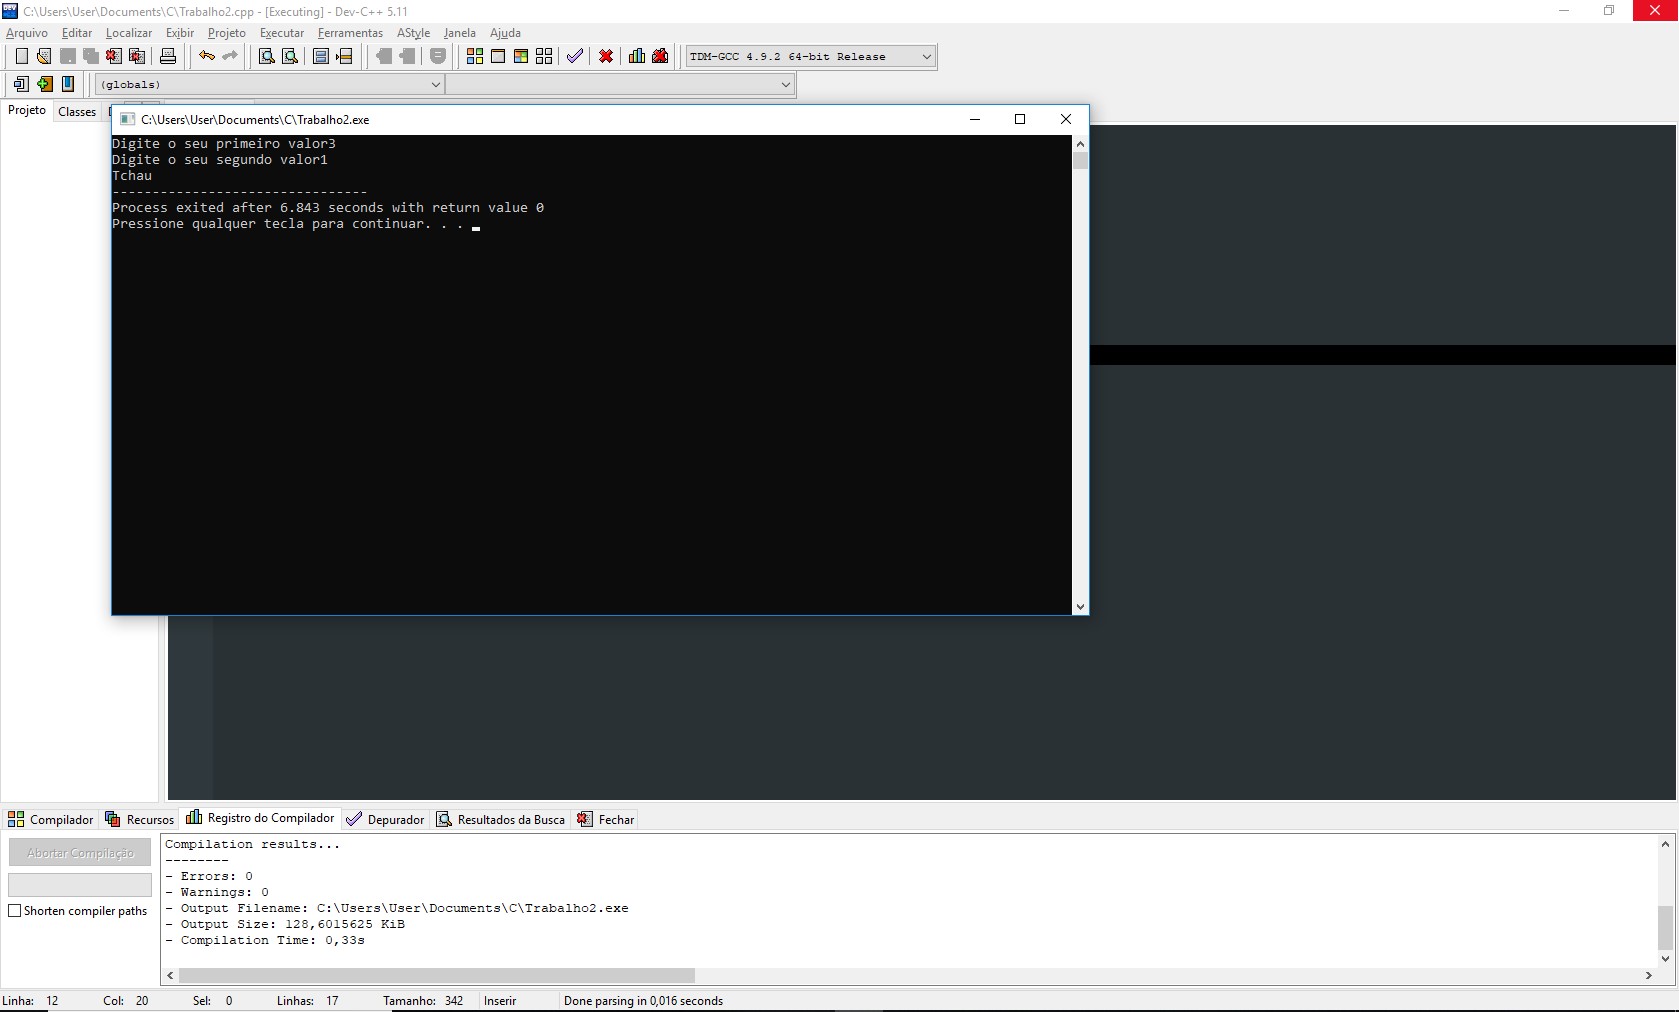 C:\Users\User\Documents\C\Trabalho2.cpp - [Executing] - Dev-C++ 5.11
Arquivo Editar Localizar Exibir Projeto Executar Ferramentas AStyle Janela Ajuda
TDM-GCC 4.9.2 64-bit Release
(globals)
Projeto Classes
C:\Users\User\Documents\C\Trabalho2.exe
Digite o seu primeiro valor3
Digite o seu segundo valor1
Tchau
--------------------------------
Process exited after 6.843 seconds with return value 0
Pressione qualquer tecla para continuar. . .
Compilador Recursos Registro do Compilador Depurador Resultados da Busca Fechar
Abortar Compilação
Shorten compiler paths
Compilation results...
--------
- Errors: 0
- Warnings: 0
- Output Filename: C:\Users\User\Documents\C\Trabalho2.exe
- Output Size: 128,6015625 KiB
- Compilation Time: 0,33s
Linha: 12 Col: 20 Sel: 0 Linhas: 17 Tamanho: 342 Inserir Done parsing in 0,016 seconds